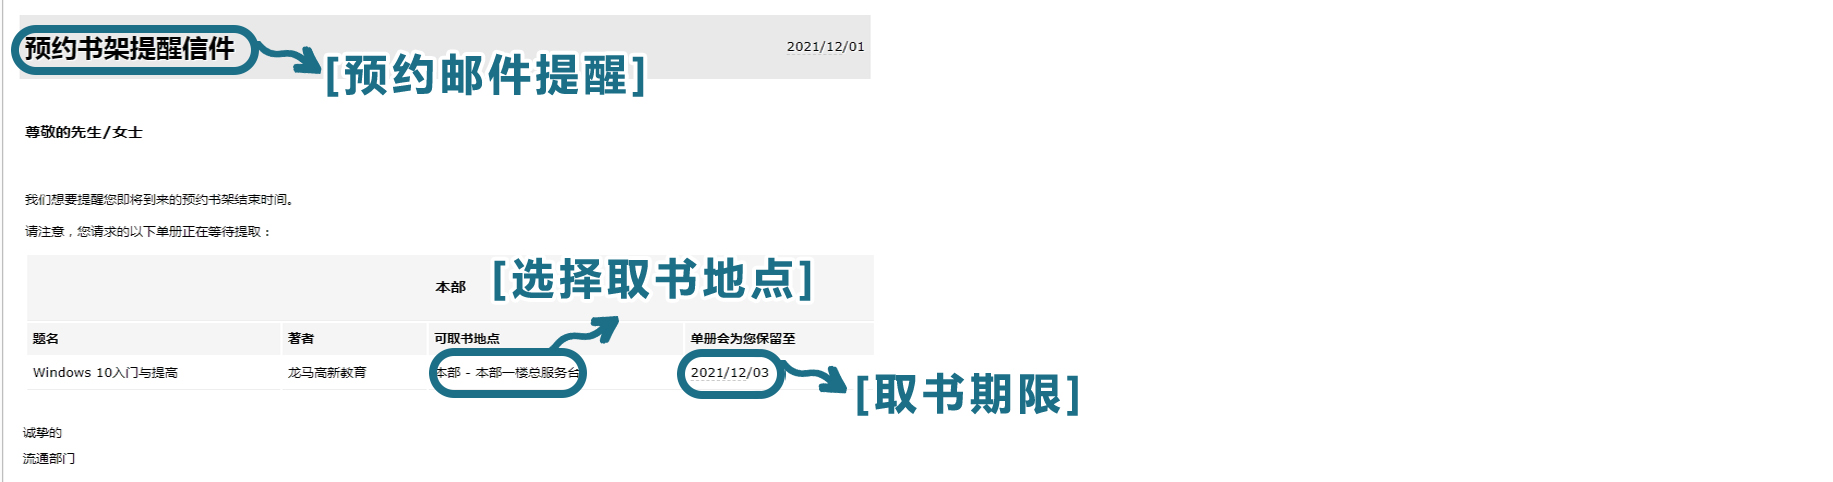 预约书架提醒信件
2021/12/01
[预约邮件提醒]
尊敬的先生/女士
我们想要提醒您即将到来的预约书架结束时间。
请注意，您请求的以下单册正在等待提取：
本部
[选择取书地点]
题名 著者 可取书地点 单册会为您保留至
Windows 10入门与提高 龙马高新教育 本部 - 本部一楼总服务台 2021/12/03
[取书期限]
诚挚的
流通部门